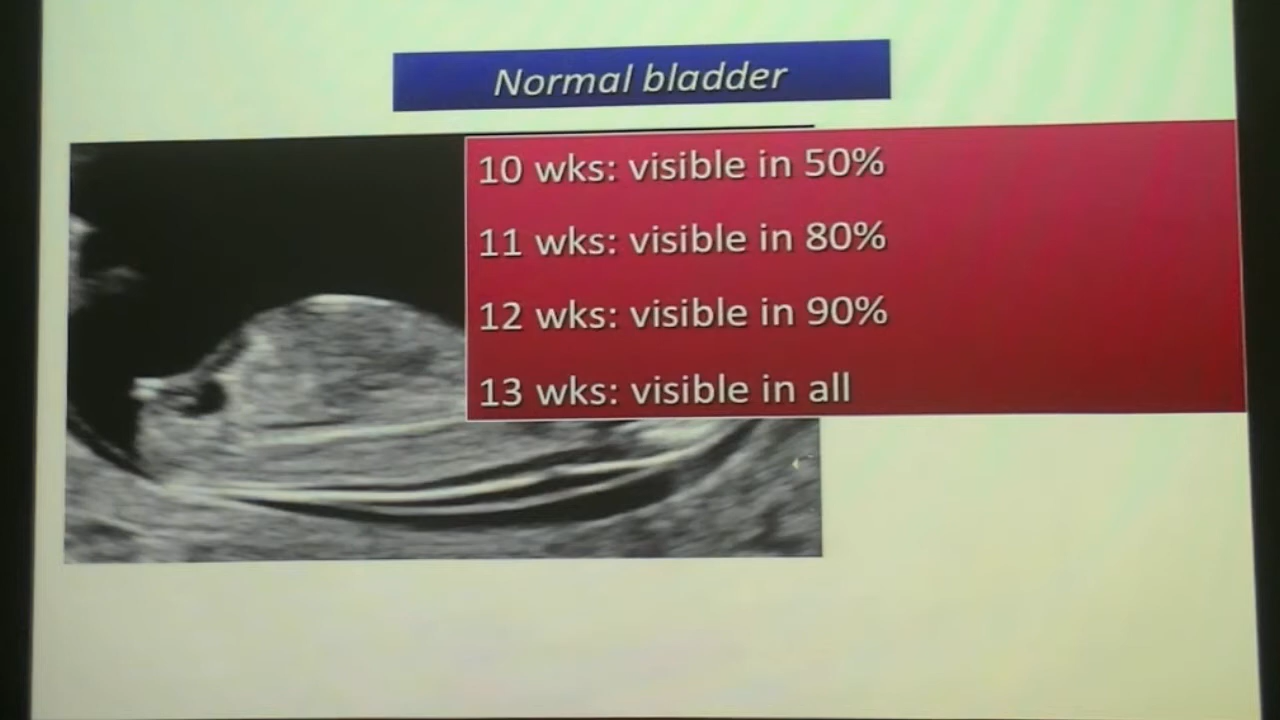 Normal bladder
10 wks: visible in 50%
11 wks: visible in 80%
12 wks: visible in 90%
13 wks: visible in all